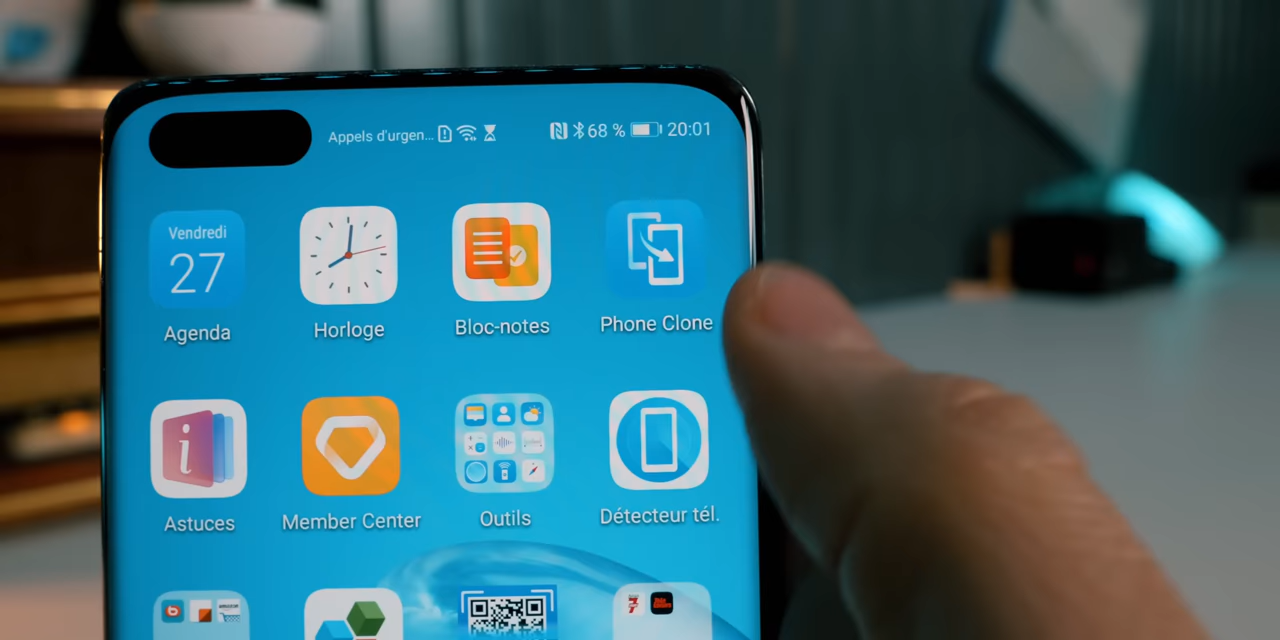 Appels d'urgen... 68 % 20:01
Vendredi
27
Agenda
Horloge
Bloc-notes
Phone Clone
i
Astuces
Member Center
Outils
Détecteur tél.